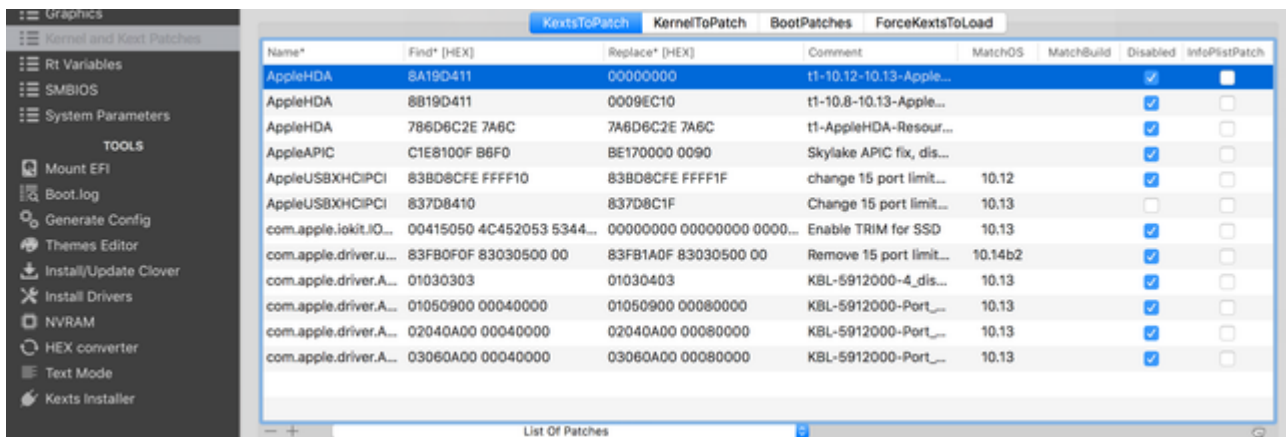 Graphics
Kernel and Kext Patches
Rt Variables
SMBIOS
System Parameters
TOOLS
Mount EFI
Boot.log
Generate Config
Themes Editor
Install/Update Clover
Install Drivers
NVRAM
HEX converter
Text Mode
Kexts Installer
KextsToPatch KernelToPatch BootPatches ForceKextsToLoad
Name* Find* [HEX] Replace* [HEX] Comment MatchOS MatchBuild Disabled InfoPlistPatch
AppleHDA 8A19D411 00000000 t1-10.12-10.13-Apple...
AppleHDA 8B19D411 0009EC10 t1-10.8-10.13-Apple...
AppleHDA 786D6C2E 7A6C 7A6D6C2E 7A6C t1-AppleHDA-Resour...
AppleAPIC C1E8100F B6F0 BE170000 0090 Skylake APIC fix, dis...
AppleUSBXHCIPCI 83BD8CFE FFFF10 83BD8CFE FFFF1F change 15 port limit... 10.12
AppleUSBXHCIPCI 837D8410 837D8C1F Change 15 port limit... 10.13
com.apple.iokit.IO... 00415050 4C452053 5344... 00000000 00000000 0000... Enable TRIM for SSD 10.13
com.apple.driver.u... 83FB0F0F 83030500 00 83FB1A0F 83030500 00 Remove 15 port limit... 10.14b2
com.apple.driver.A... 01030303 01030403 KBL-5912000-4_dis... 10.13
com.apple.driver.A... 01050900 00040000 01050900 00080000 KBL-5912000-Port_... 10.13
com.apple.driver.A... 02040A00 00040000 02040A00 00080000 KBL-5912000-Port_... 10.13
com.apple.driver.A... 03060A00 00040000 03060A00 00080000 KBL-5912000-Port_... 10.13
List Of Patches